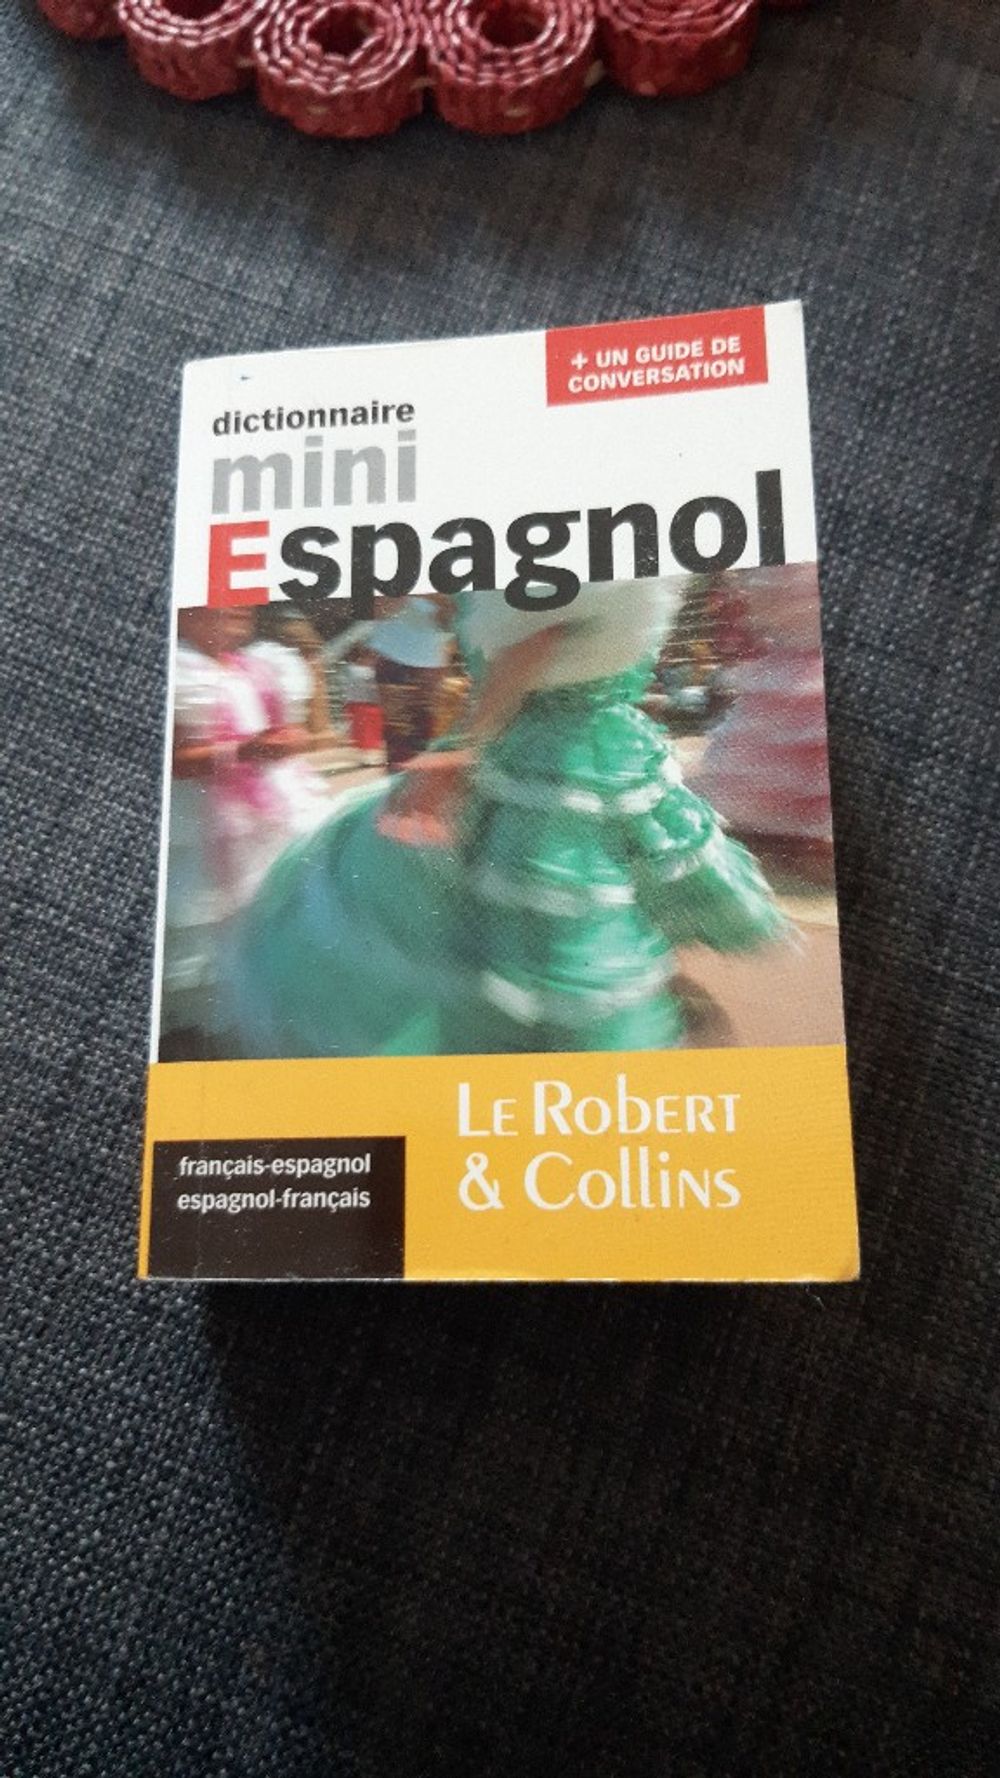 + UN GUIDE DE
CONVERSATION
dictionnaire
mini
Espagnol
LE RobERT
& ColliNS
français-espagnol
espagnol-français